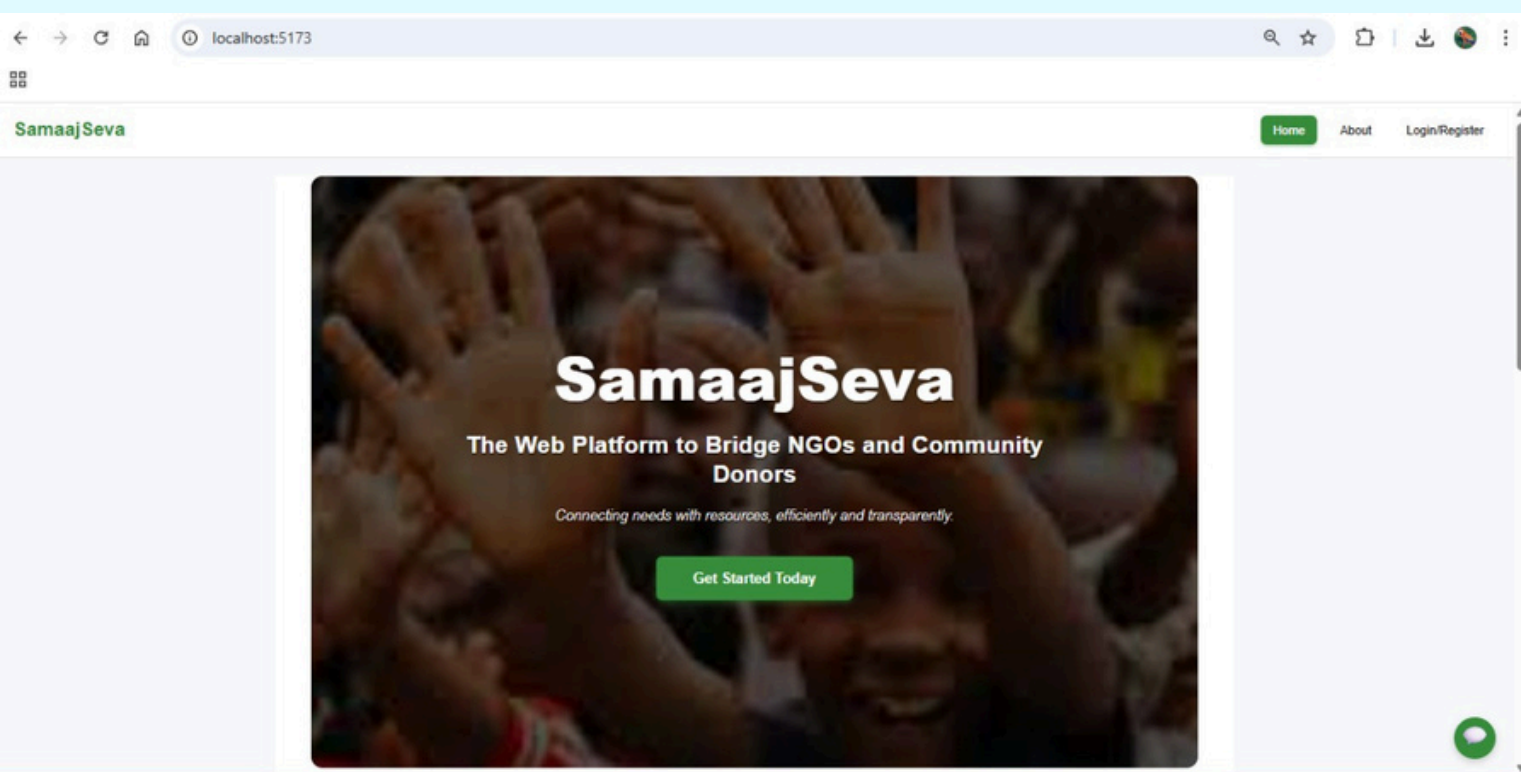 localhost:5173
SamaajSeva
Home
About
Login/Register
SamaajSeva
The Web Platform to Bridge NGOs and Community
Donors
Connecting needs with resources, efficiently and transparently.
Get Started Today